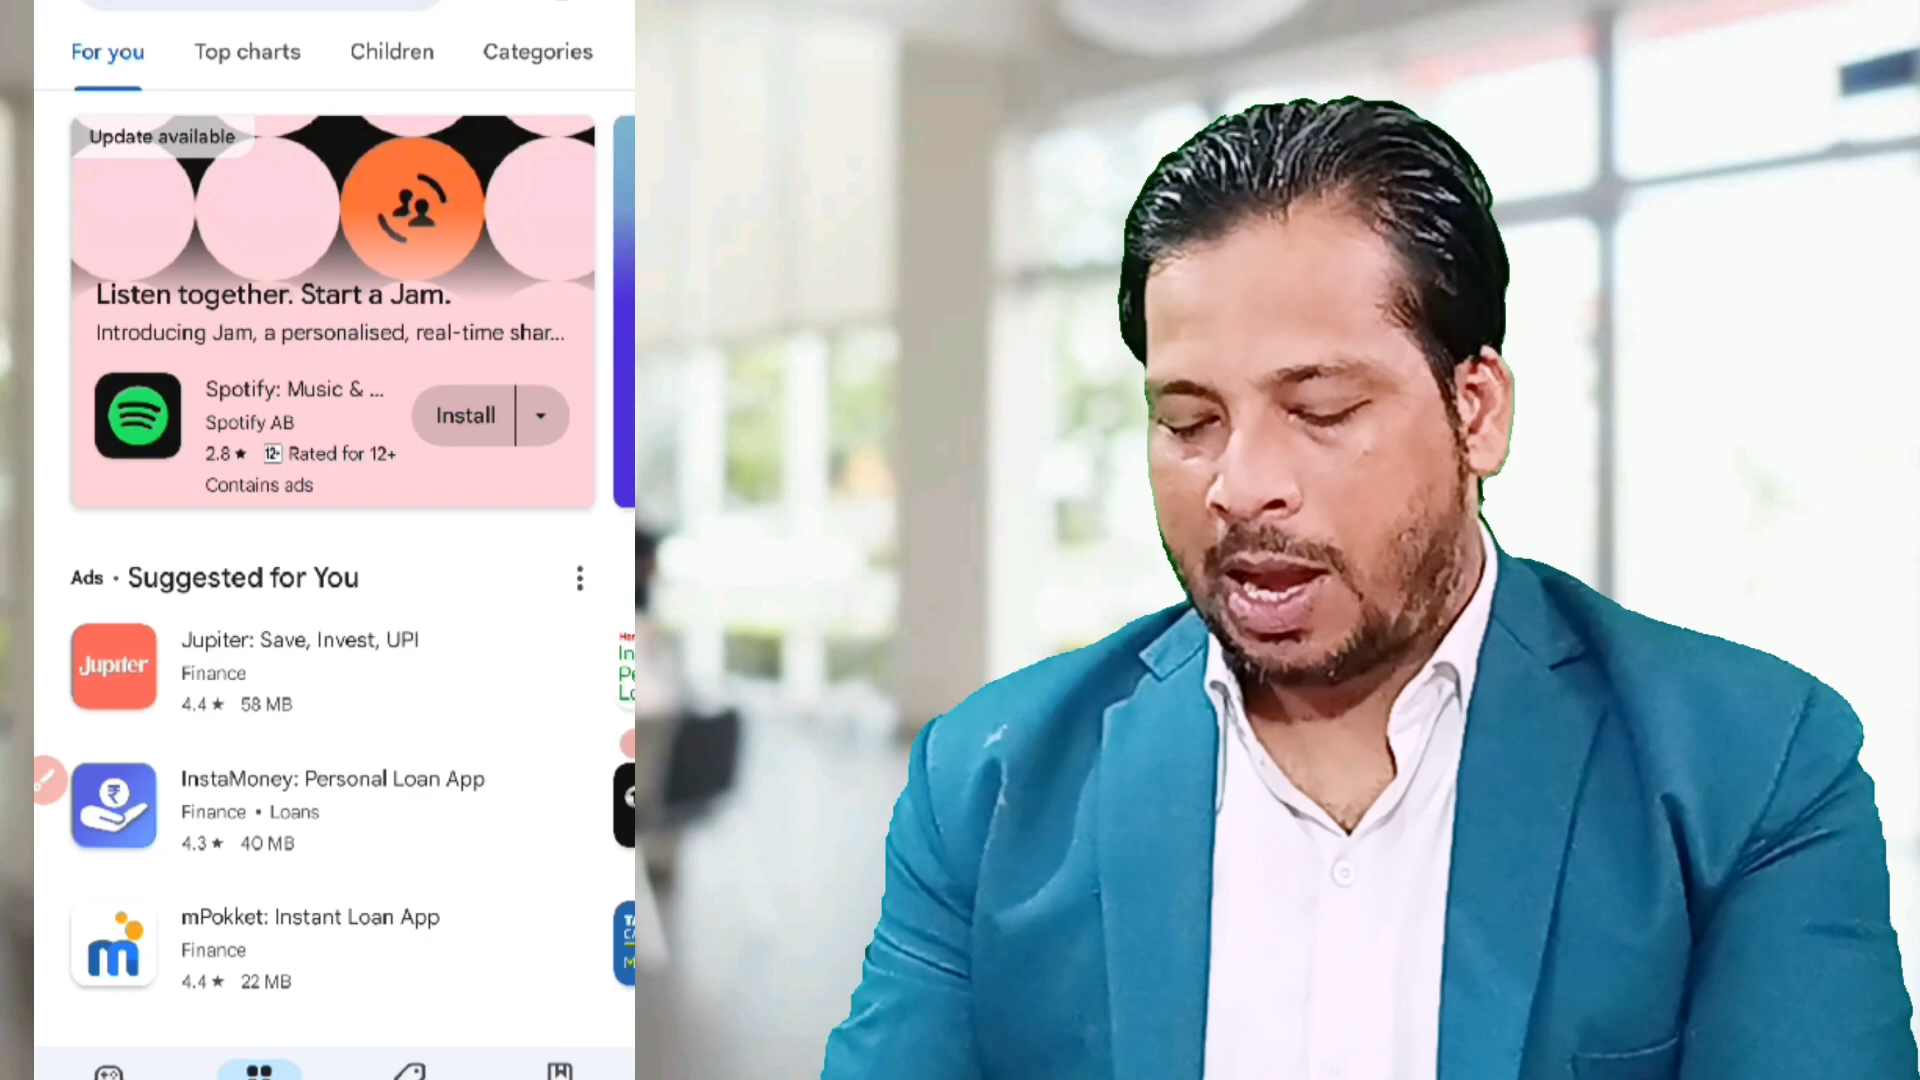 For you Top charts Children Categories
Update available
Listen together. Start a Jam.
Introducing Jam, a personalised, real-time shar...
Spotify: Music & ...
Spotify AB
2.8★ 12+ Rated for 12+
Contains ads
Install
Ads · Suggested for You
Jupiter
Jupiter: Save, Invest, UPI
Finance
4.4★ 58 MB
InstaMoney: Personal Loan App
Finance • Loans
4.3★ 40 MB
m
mPokket: Instant Loan App
Finance
4.4★ 22 MB